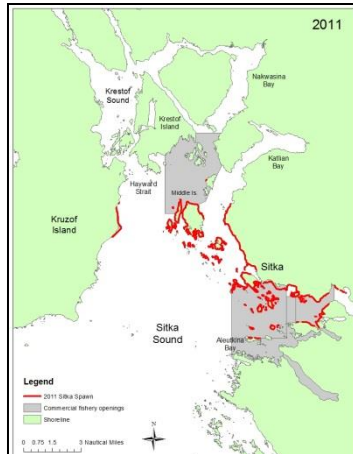 2011
Nakwasina
Bay
Krestof
Sound
Krestof
Island
Katlian
Bay
Hayward
Strait
Middle Is.
Kruzof
Island
Sitka
Sitka
Sound
Aleutkina
Bay
Legend
2011 Sitka Spawn
Commercial fishery openings
Shoreline
0 0.75 1.5 3 Nautical Miles
N